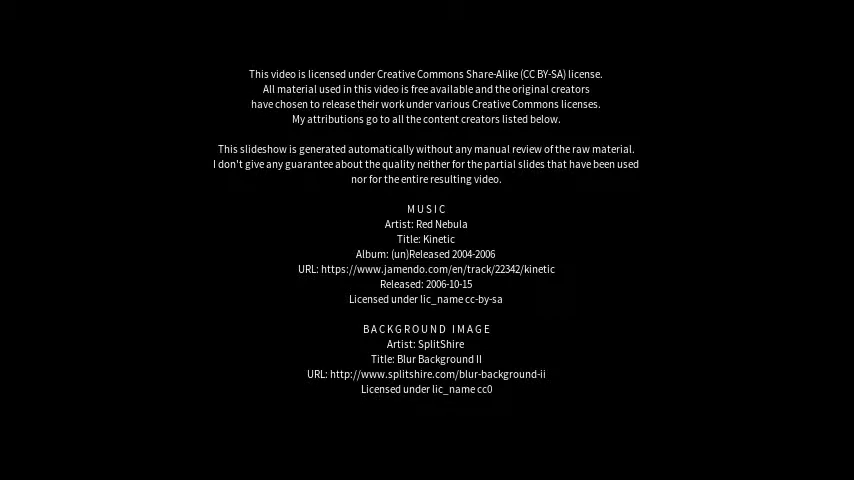 This video is licensed under Creative Commons Share-Alike (CC BY-SA) license.
All material used in this video is free available and the original creators
have chosen to release their work under various Creative Commons licenses.
My attributions go to all the content creators listed below.
This slideshow is generated automatically without any manual review of the raw material.
I don't give any guarantee about the quality neither for the partial slides that have been used
nor for the entire resulting video.
MUSIC
Artist: Red Nebula
Title: Kinetic
Album: (un)Released 2004-2006
URL: https://www.jamendo.com/en/track/22342/kinetic
Released: 2006-10-15
Licensed under lic_name cc-by-sa
BACKGROUND IMAGE
Artist: SplitShire
Title: Blur Background II
URL: http://www.splitshire.com/blur-background-ii
Licensed under lic_name cc0